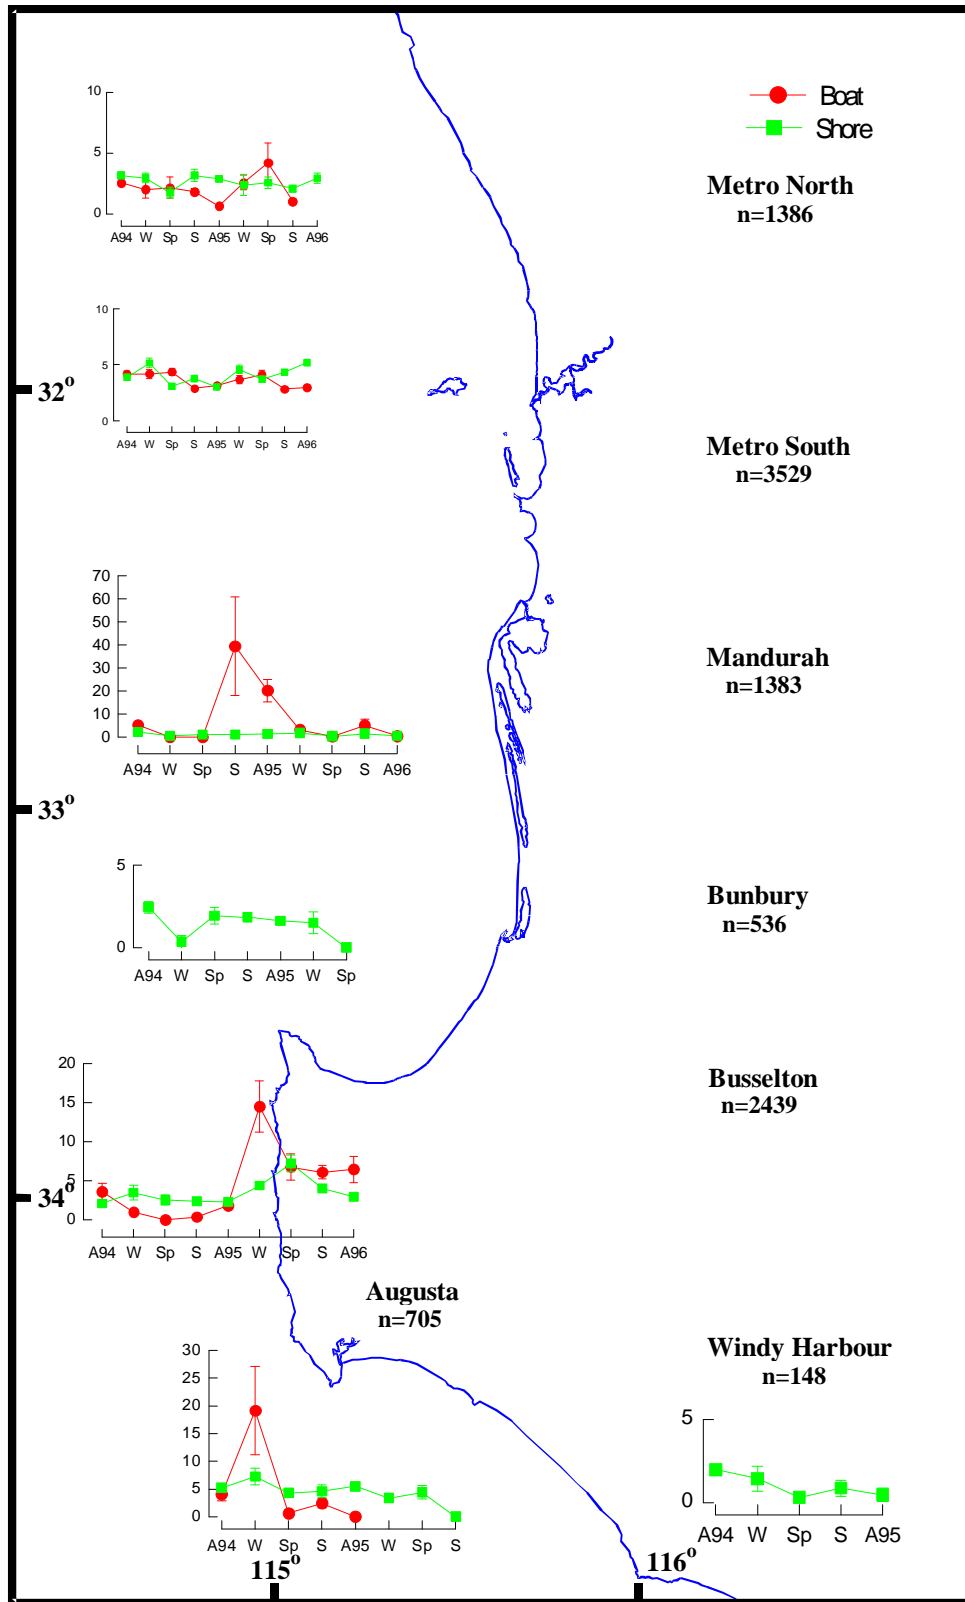 Boat
Shore
10
5
0
A94 W Sp S A95 W Sp S A96
Metro North
n=1386
10
5
0
A94 W Sp S A95 W Sp S A96
32°
Metro South
n=3529
70
60
50
40
30
20
10
0
A94 W Sp S A95 W Sp S A96
Mandurah
n=1383
33°
5
0
A94 W Sp S A95 W Sp
Bunbury
n=536
20
15
10
5
0
A94 W Sp S A95 W Sp S A96
34°
Busselton
n=2439
Augusta
n=705
30
25
20
15
10
5
0
A94 W Sp S A95 W Sp S
Windy Harbour
n=148
5
0
A94 W Sp S A95
115°
116°